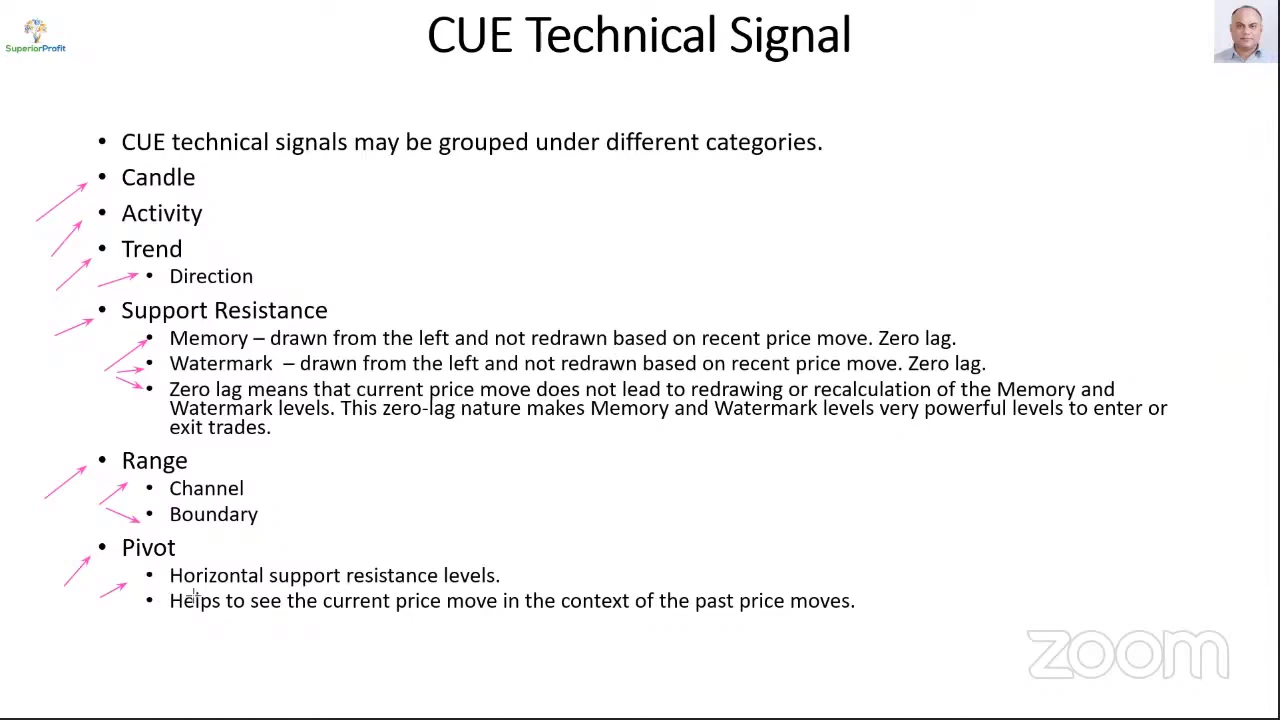 CUE Technical Signal
SuperiorProfit
• CUE technical signals may be grouped under different categories.
• Candle
• Activity
• Trend
• Direction
• Support Resistance
• Memory – drawn from the left and not redrawn based on recent price move. Zero lag.
• Watermark – drawn from the left and not redrawn based on recent price move. Zero lag.
• Zero lag means that current price move does not lead to redrawing or recalculation of the Memory and
Watermark levels. This zero-lag nature makes Memory and Watermark levels very powerful levels to enter or
exit trades.
• Range
• Channel
• Boundary
• Pivot
• Horizontal support resistance levels.
• Helps to see the current price move in the context of the past price moves.
zoom